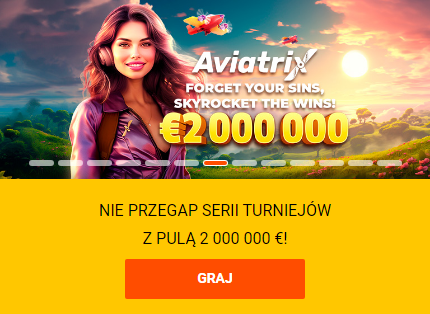 Aviatrix
FORGET YOUR SINS,
SKYROCKET THE WINS!
€2 000 000
NIE PRZEGAP SERII TURNIEJÓW
Z PULĄ 2 000 000 €!
GRAJ